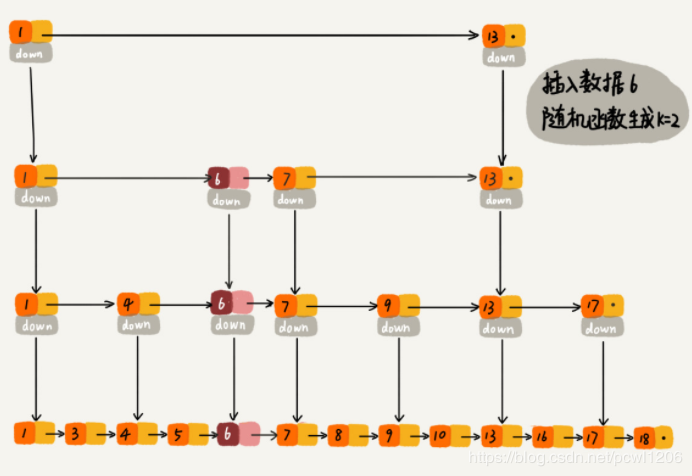 1 13
down down
插入数据6
随机函数生成K=2
1 6 7 13
down down down down
1 4 6 7 9 13 17
down down down down down down down
1 3 4 5 6 7 8 9 10 13 16 17 18
https://blog.csdn.net/pcwl1206